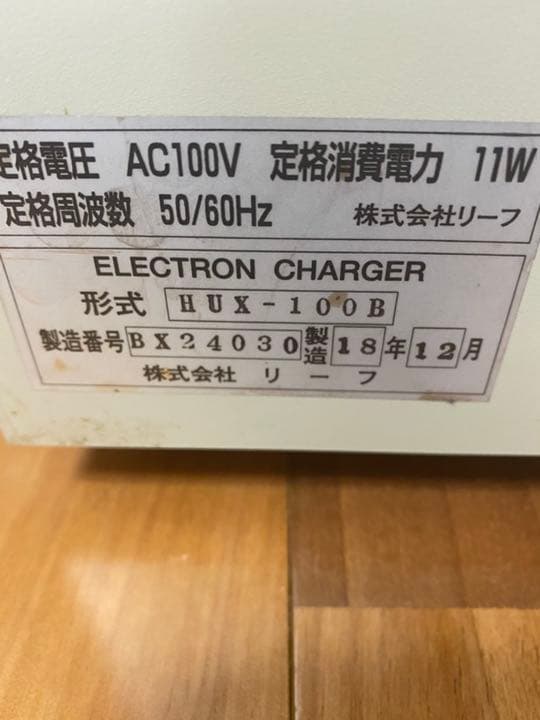 定格電圧 AC100V 定格消費電力 11W
定格周波数 50/60Hz 株式会社リーフ
ELECTRON CHARGER
形式 HUX-100B
製造番号 BX24030 製造 18年12月
株式会社 リーフ